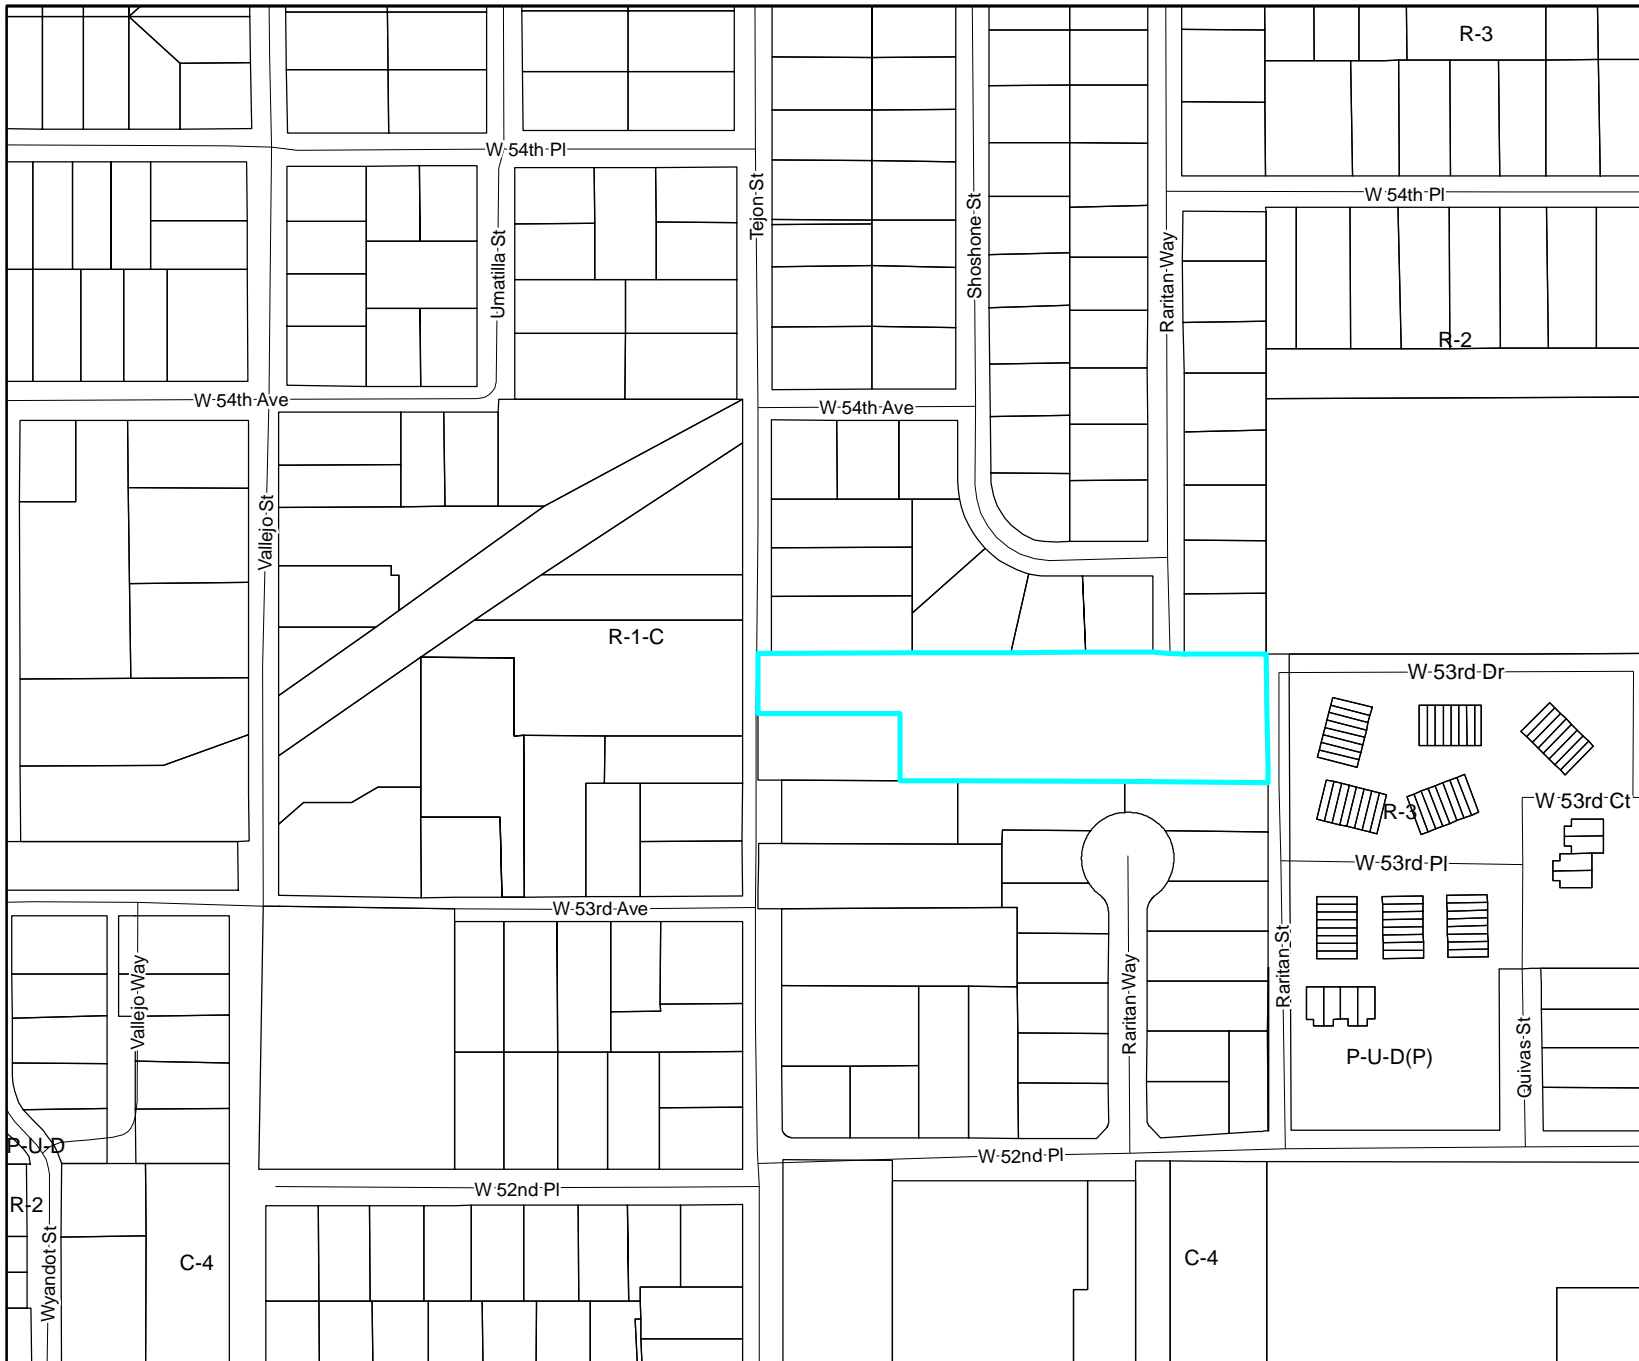 R-3
W 54th Pl
Tejon St
Shoshone St
W 54th Pl
Umatilla St
Raritan Way
R-2
W 54th Ave
W 54th Ave
Vallejo St
R-1-C
W 53rd Dr
W 53rd Ct
R-3
W 53rd Pl
W 53rd Ave
Vallejo Way
Raritan Way
Raritan St
Quivas St
P-U-D(P)
P-U-D
W 52nd Pl
W 52nd Pl
R-2
Wyandot St
C-4
C-4